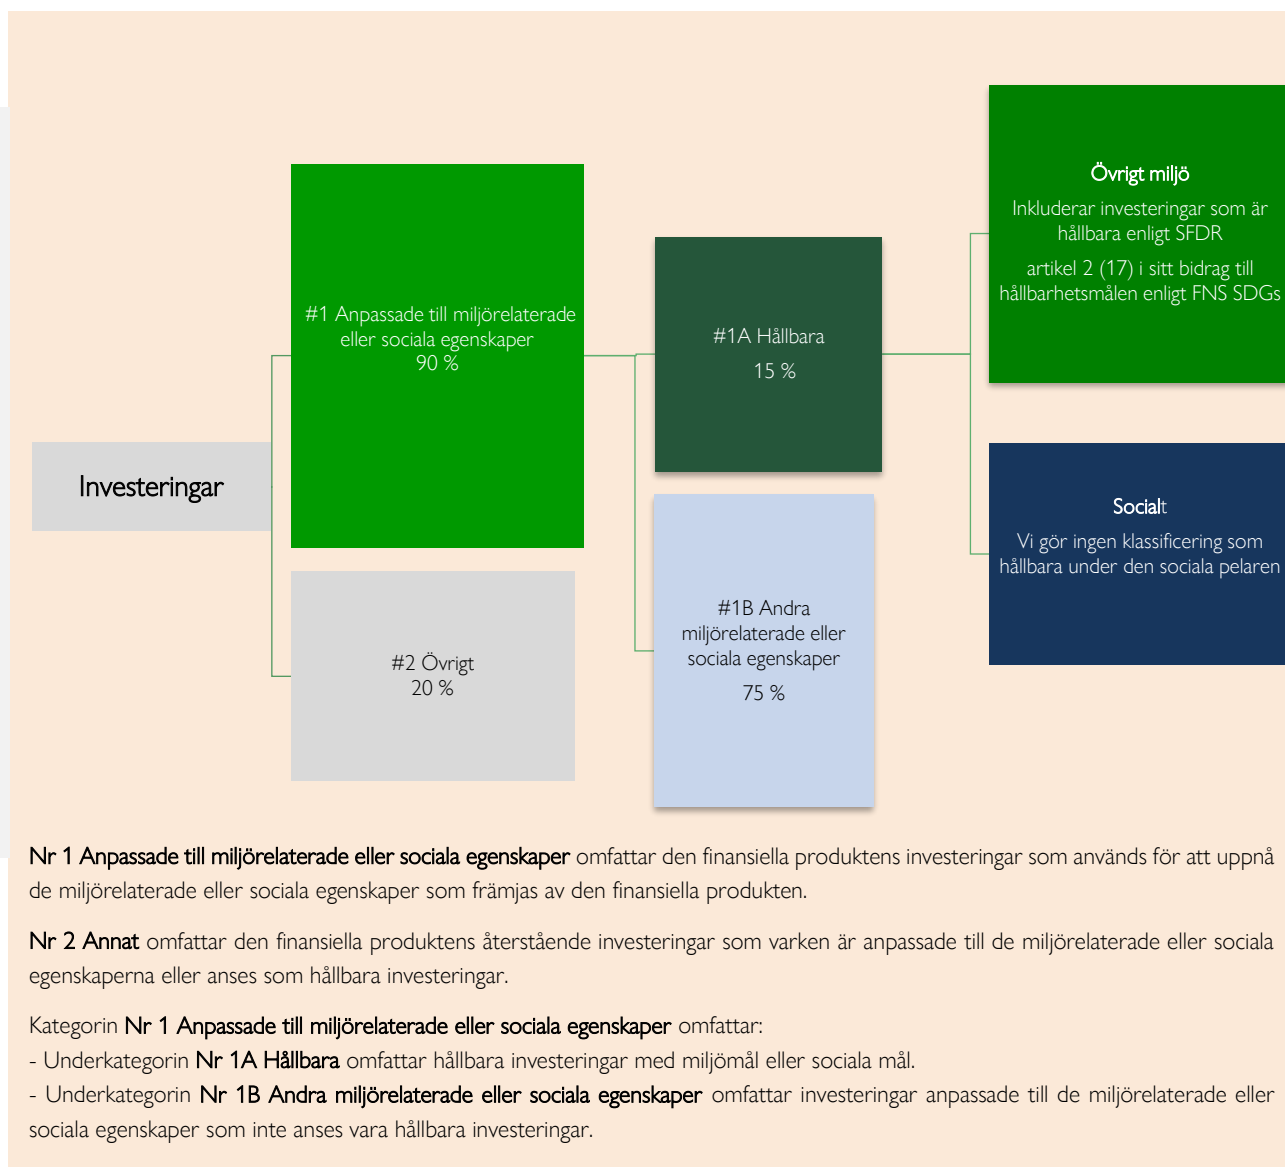 Investeringar
#1 Anpassade till miljörelaterade
eller sociala egenskaper
90 %
#2 Övrigt
20 %
#1A Hållbara
15 %
#1B Andra
miljörelaterade eller
sociala egenskaper
75 %
Övrigt miljö
Inkluderar investeringar som är
hållbara enligt SFDR
artikel 2 (17) i sitt bidrag till
hållbarhetsmålen enligt FNS SDGs
Socialt
Vi gör ingen klassificering som
hållbara under den sociala pelaren
Nr 1 Anpassade till miljörelaterade eller sociala egenskaper omfattar den finansiella produktens investeringar som används för att uppnå
de miljörelaterade eller sociala egenskaper som främjas av den finansiella produkten.
Nr 2 Annat omfattar den finansiella produktens återstående investeringar som varken är anpassade till de miljörelaterade eller sociala
egenskaperna eller anses som hållbara investeringar.
Kategorin Nr 1 Anpassade till miljörelaterade eller sociala egenskaper omfattar:
- Underkategorin Nr 1A Hållbara omfattar hållbara investeringar med miljömål eller sociala mål.
- Underkategorin Nr 1B Andra miljörelaterade eller sociala egenskaper omfattar investeringar anpassade till de miljörelaterade eller
sociala egenskaper som inte anses vara hållbara investeringar.